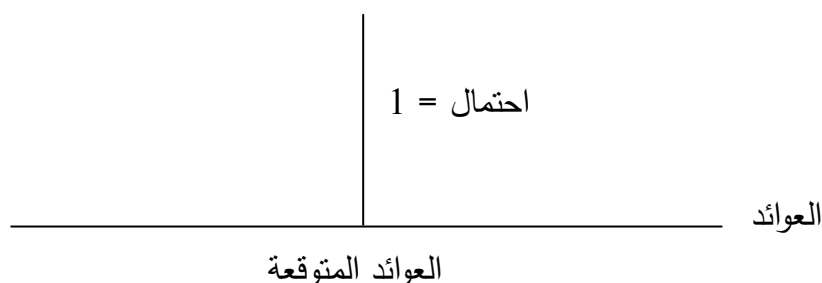 احتمال = 1
العوائد
العوائد المتوقعة